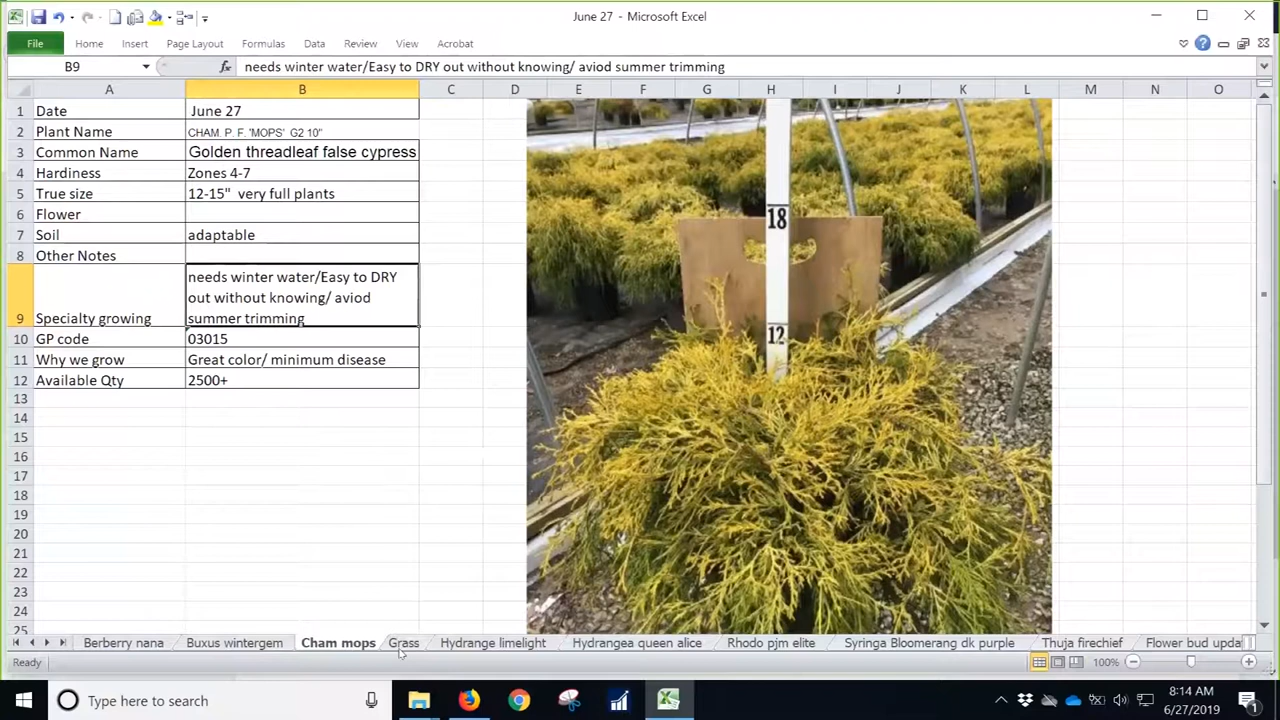 June 27 - Microsoft Excel
File Home Insert Page Layout Formulas Data Review View Acrobat
B9 fx needs winter water/Easy to DRY out without knowing/ aviod summer trimming
A B C D E F G H I J K L M N O
1 Date June 27
2 Plant Name CHAM. P. F. 'MOPS' G2 10"
3 Common Name Golden threadleaf false cypress
4 Hardiness Zones 4-7
5 True size 12-15" very full plants
6 Flower
7 Soil adaptable
8 Other Notes
needs winter water/Easy to DRY
out without knowing/ aviod
9 Specialty growing summer trimming
10 GP code 03015
11 Why we grow Great color/ minimum disease
12 Available Qty 2500+
13
14
15
16
17
18
19
20
21
22
23
24
25
18
12
Berberry nana Buxus wintergem Cham mops Grass Hydrange limelight Hydrangea queen alice Rhodo pjm elite Syringa Bloomerang dk purple Thuja firechief Flower bud upda
Ready 100%
Type here to search
8:14 AM
6/27/2019
1